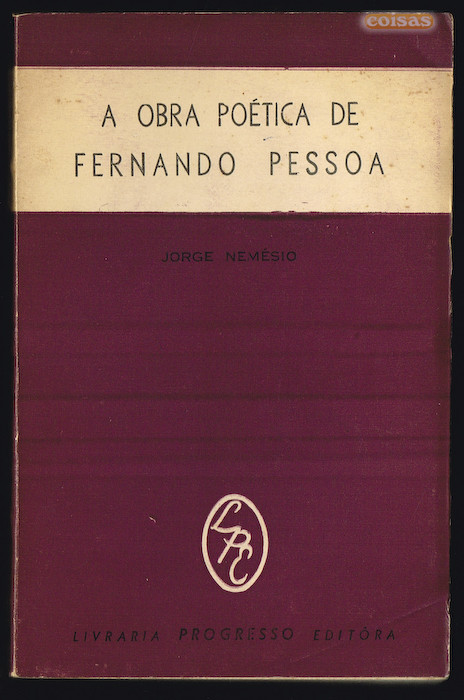 coisas
A OBRA POÉTICA DE
FERNANDO PESSOA
JORGE NEMÉSIO
LPE
LIVRARIA PROGRESSO EDITÔRA